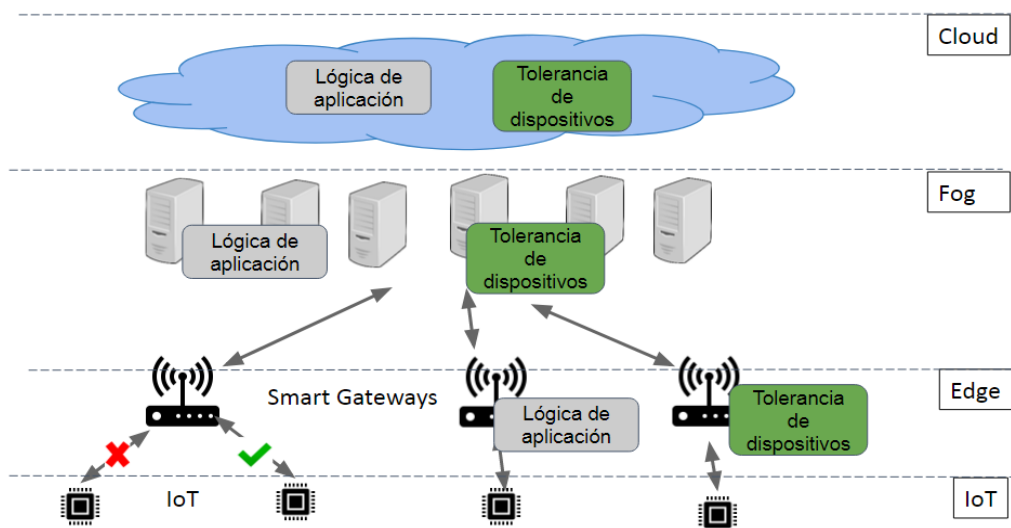 Cloud
Lógica de
aplicación
Tolerancia
de
dispositivos
Fog
Lógica de
aplicación
Tolerancia
de
dispositivos
Smart Gateways
Edge
Lógica de
aplicación
Tolerancia
de
dispositivos
IoT
IoT